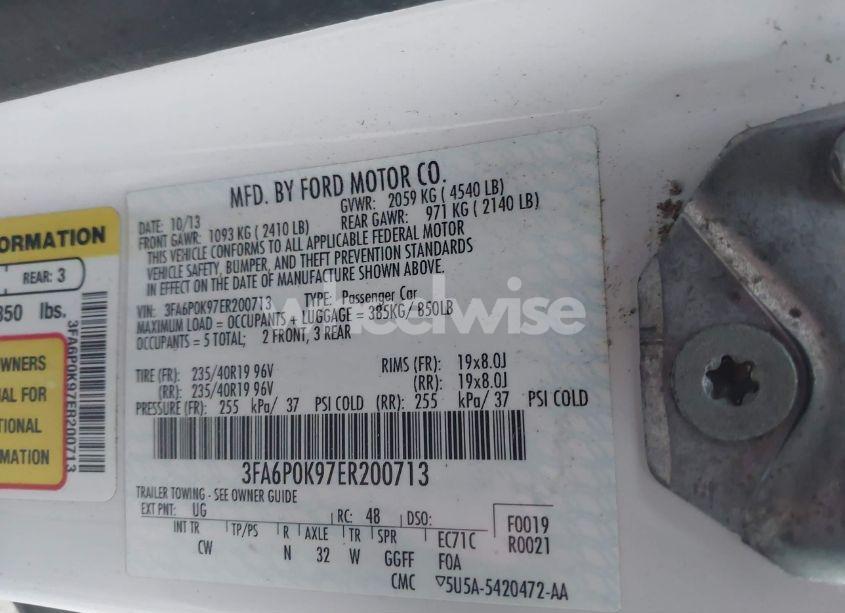 MFD. BY FORD MOTOR CO.
DATE: 10/13 GVWR: 2059 KG ( 4540 LB)
FRONT GAWR: 1093 KG ( 2410 LB) REAR GAWR: 971 KG ( 2140 LB)
THIS VEHICLE CONFORMS TO ALL APPLICABLE FEDERAL MOTOR
VEHICLE SAFETY, BUMPER, AND THEFT PREVENTION STANDARDS
IN EFFECT ON THE DATE OF MANUFACTURE SHOWN ABOVE.
VIN: 3FA6P0K97ER200713 TYPE: Passenger Car
MAXIMUM LOAD = OCCUPANTS + LUGGAGE = 385KG/ 850LB
OCCUPANTS = 5 TOTAL; 2 FRONT, 3 REAR
TIRE (FR): 235/40R19 96V RIMS (FR): 19x8.0J
(RR): 235/40R19 96V (RR): 19x8.0J
PRESSURE (FR): 255 kPa/ 37 PSI COLD (RR): 255 kPa/ 37 PSI COLD
3FA6P0K97ER200713
TRAILER TOWING - SEE OWNER GUIDE
EXT PNT: UG RC: 48 DSO: F0019
R0021
INT TR TP/PS R AXLE TR SPR EC71C
CW N 32 W GGFF F0A
CMC ▽5U5A-5420472-AA
FORMATION
REAR: 3
850 lbs.
3FA6P0K97ER200713
OWNERS
UAL FOR
TIONAL
RMATION
wheelwise